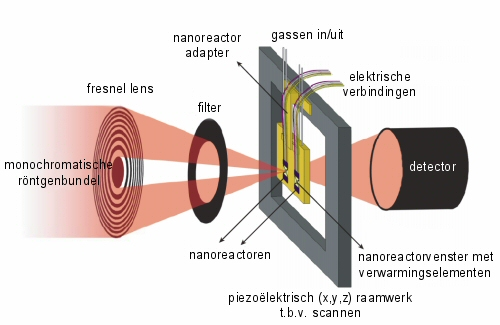 gassen in/uit
nanoreactor
adapter
elektrische
verbindingen
fresnel lens
filter
monochromatische
röntgenbundel
detector
nanoreactoren
nanoreactorvenster met
verwarmingselementen
piezoëlektrisch (x,y,z) raamwerk
t.b.v. scannen